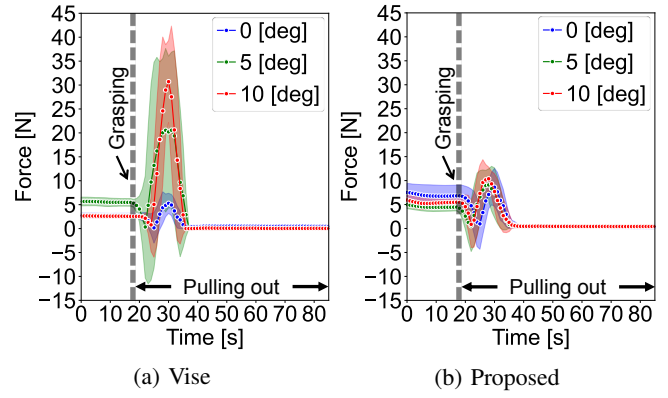 45
40
35
30
25
20
15
10
5
0
−5
−10
−15
Force [N]
0 [deg]
5 [deg]
10 [deg]
Grasping
Pulling out
0 10 20 30 40 50 60 70 80
Time [s]
(a) Vise
45
40
35
30
25
20
15
10
5
0
−5
−10
−15
Force [N]
0 [deg]
5 [deg]
10 [deg]
Grasping
Pulling out
0 10 20 30 40 50 60 70 80
Time [s]
(b) Proposed